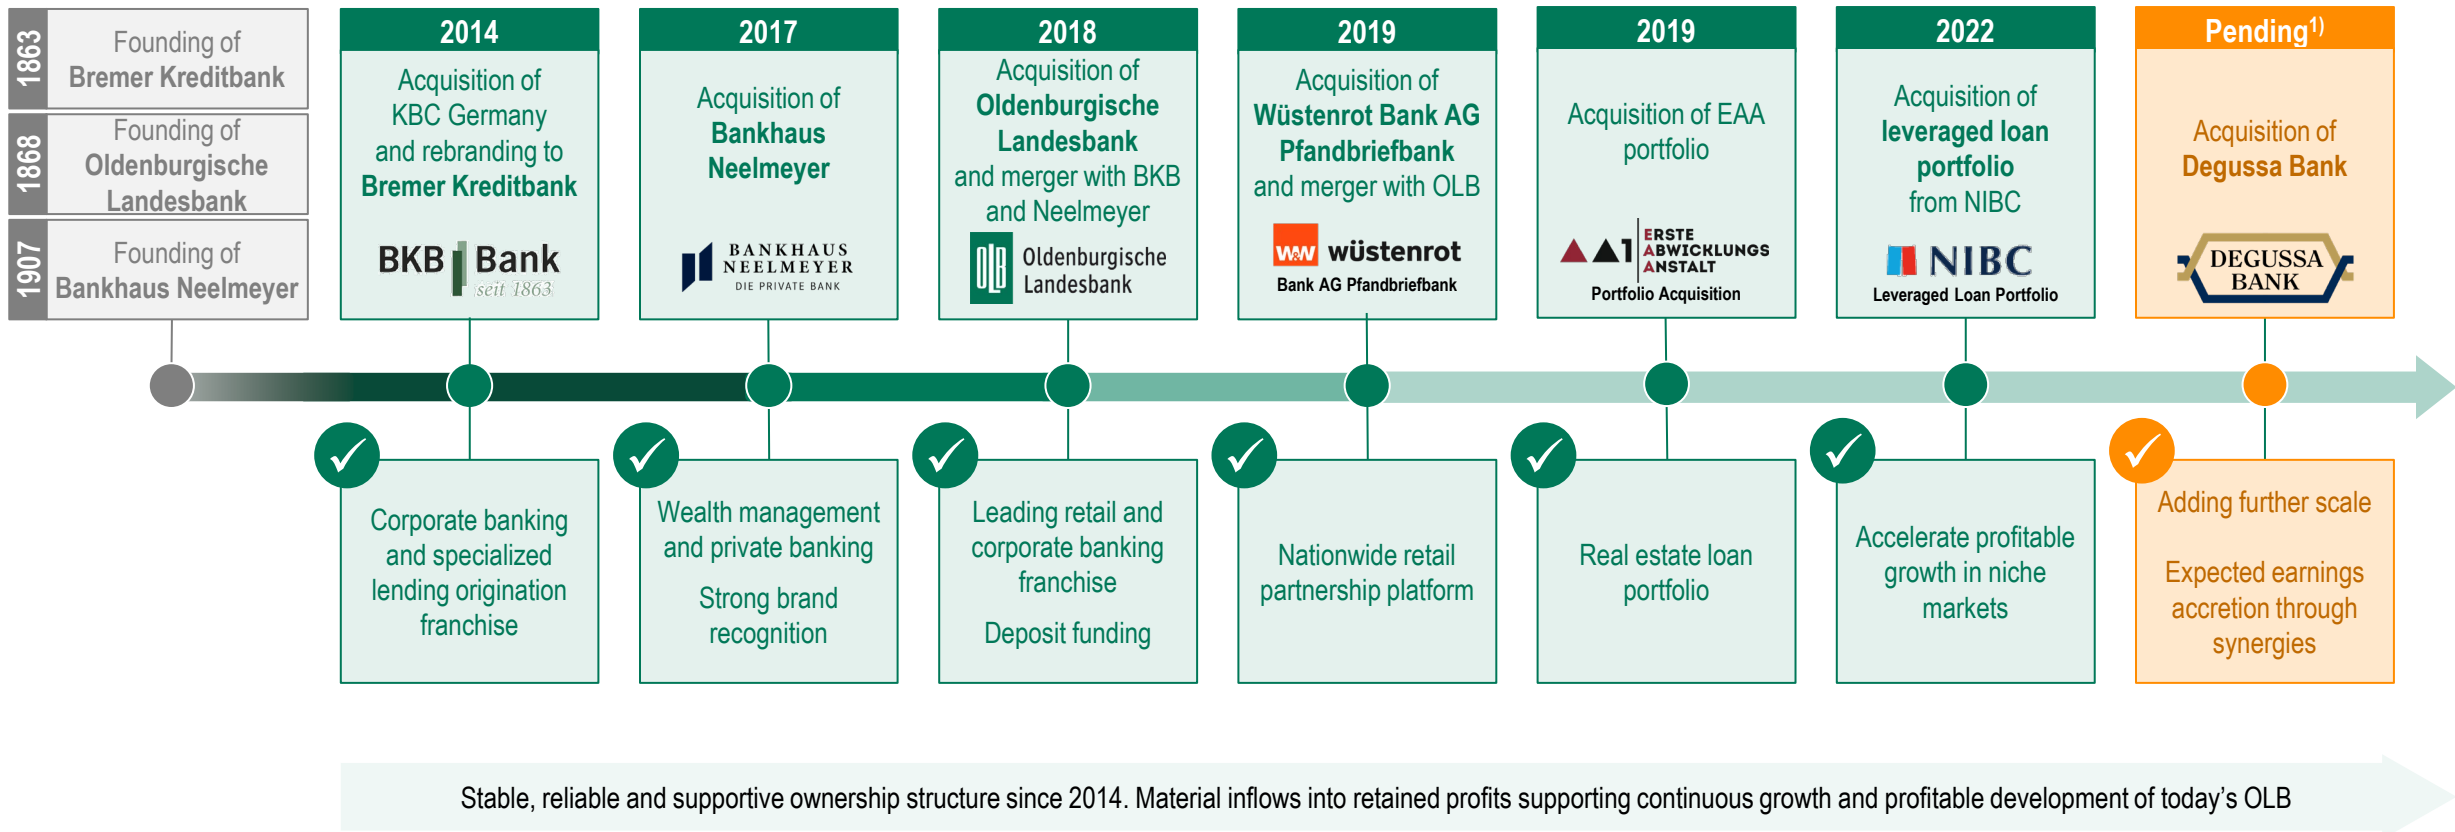 1863
Founding of
Bremer Kreditbank
1868
Founding of
Oldenburgische
Landesbank
1907
Founding of
Bankhaus Neelmeyer
2014
Acquisition of
KBC Germany
and rebranding to
Bremer Kreditbank
BKB Bank
seit 1863
2017
Acquisition of
Bankhaus
Neelmeyer
BANKHAUS
NEELMEYER
DIE PRIVATE BANK
2018
Acquisition of
Oldenburgische
Landesbank
and merger with BKB
and Neelmeyer
OLB
Oldenburgische
Landesbank
2019
Acquisition of
Wüstenrot Bank AG
Pfandbriefbank
and merger with OLB
W&W wüstenrot
Bank AG Pfandbriefbank
2019
Acquisition of EAA
portfolio
ERSTE
ABWICKLUNGS
ANSTALT
Portfolio Acquisition
2022
Acquisition of
leveraged loan
portfolio
from NIBC
NIBC
Leveraged Loan Portfolio
Pending1)
Acquisition of
Degussa Bank
DEGUSSA
BANK
Corporate banking
and specialized
lending origination
franchise
Wealth management
and private banking
Strong brand
recognition
Leading retail and
corporate banking
franchise
Deposit funding
Nationwide retail
partnership platform
Real estate loan
portfolio
Accelerate profitable
growth in niche
markets
Adding further scale
Expected earnings
accretion through
synergies
Stable, reliable and supportive ownership structure since 2014. Material inflows into retained profits supporting continuous growth and profitable development of today's OLB